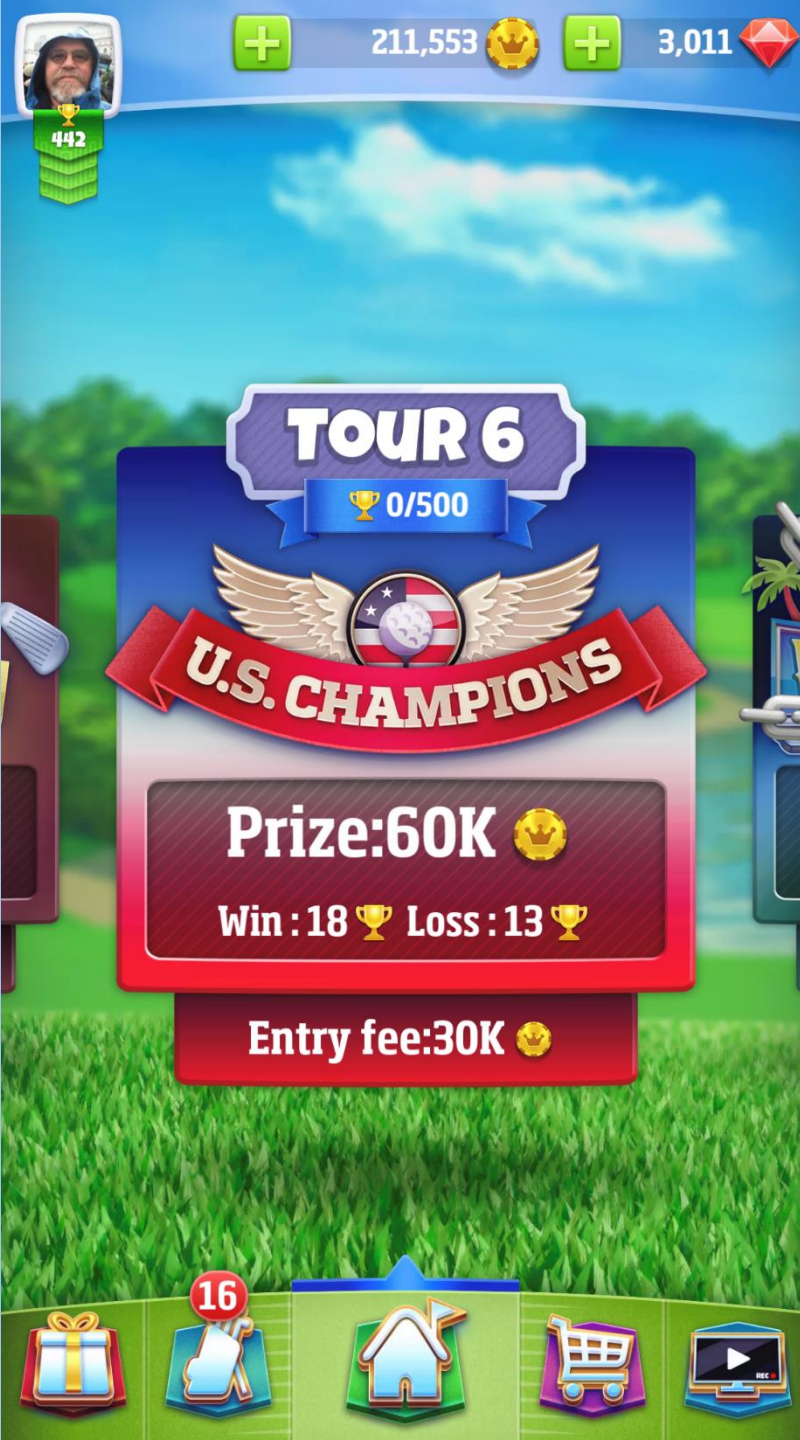 211,553
3,011
442
TOUR 6
0/500
U.S. CHAMPIONS
Prize:60K
Win : 18 Loss : 13
Entry fee:30K
16
REC